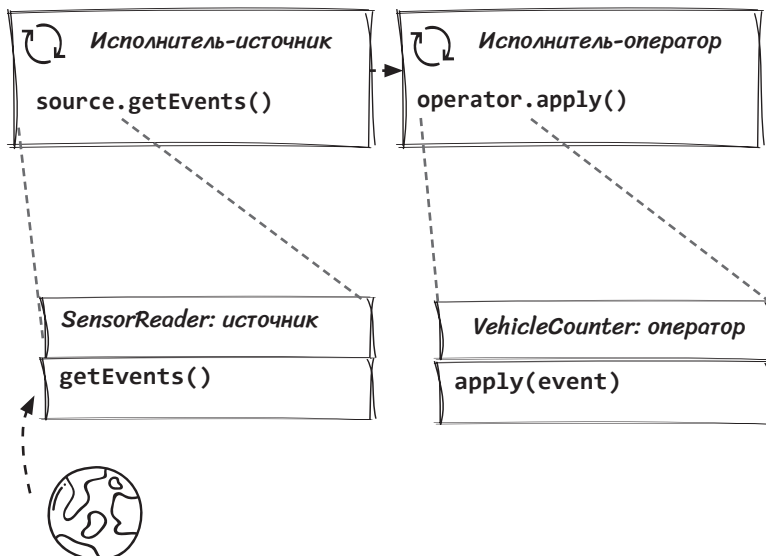 Исполнитель-источник
source.getEvents()
Исполнитель-оператор
operator.apply()
SensorReader: источник
getEvents()
VehicleCounter: оператор
apply(event)